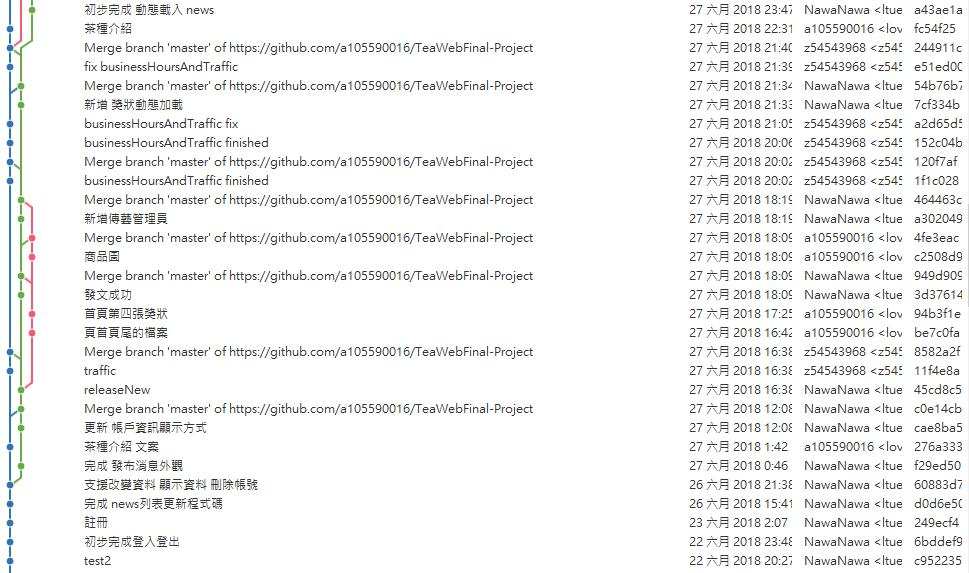 初步完成 動態載入 news 27 六月 2018 23:47 NawaNawa <ltue a43ae1a
茶種介紹 27 六月 2018 22:31 a105590016 <lov fc54f25
Merge branch 'master' of https://github.com/a105590016/TeaWebFinal-Project 27 六月 2018 21:40 z54543968 <z545 244911c
fix businessHoursAndTraffic 27 六月 2018 21:39 z54543968 <z545 e51ed00
Merge branch 'master' of https://github.com/a105590016/TeaWebFinal-Project 27 六月 2018 21:34 NawaNawa <ltue 54b76b7
新增 獎狀動態加載 27 六月 2018 21:33 NawaNawa <ltue 7cf334b
businessHoursAndTraffic fix 27 六月 2018 21:05 z54543968 <z545 a2d65d5
businessHoursAndTraffic finished 27 六月 2018 20:06 z54543968 <z545 152c04b
Merge branch 'master' of https://github.com/a105590016/TeaWebFinal-Project 27 六月 2018 20:02 z54543968 <z545 120f7af
businessHoursAndTraffic finished 27 六月 2018 20:02 z54543968 <z545 1f1c028
Merge branch 'master' of https://github.com/a105590016/TeaWebFinal-Project 27 六月 2018 18:19 NawaNawa <ltue 464463c
新增傳藝管理員 27 六月 2018 18:19 NawaNawa <ltue a302049
Merge branch 'master' of https://github.com/a105590016/TeaWebFinal-Project 27 六月 2018 18:09 a105590016 <lov 4fe3eac
商品圖 27 六月 2018 18:09 a105590016 <lov c2508d9
Merge branch 'master' of https://github.com/a105590016/TeaWebFinal-Project 27 六月 2018 18:09 NawaNawa <ltue 949d909
發文成功 27 六月 2018 18:09 NawaNawa <ltue 3d37614
首頁第四張獎狀 27 六月 2018 17:25 a105590016 <lov 94b3f1e
頁首頁尾的檔案 27 六月 2018 16:42 a105590016 <lov be7c0fa
Merge branch 'master' of https://github.com/a105590016/TeaWebFinal-Project 27 六月 2018 16:38 z54543968 <z545 8582a2f
traffic 27 六月 2018 16:38 z54543968 <z545 11f4e8a
releaseNew 27 六月 2018 16:38 NawaNawa <ltue 45cd8c5
Merge branch 'master' of https://github.com/a105590016/TeaWebFinal-Project 27 六月 2018 12:08 NawaNawa <ltue c0e14cb
更新 帳戶資訊顯示方式 27 六月 2018 12:08 NawaNawa <ltue cae8ba5
茶種介紹 文案 27 六月 2018 1:42 a105590016 <lov 276a333
完成 發布消息外觀 27 六月 2018 0:46 NawaNawa <ltue f29ed50
支援改變資料 顯示資料 刪除帳號 26 六月 2018 21:38 NawaNawa <ltue 60883d7
完成 news列表更新程式碼 26 六月 2018 15:41 NawaNawa <ltue d0d6e50
註冊 23 六月 2018 2:07 NawaNawa <ltue 249ecf4
初步完成登入登出 22 六月 2018 23:48 NawaNawa <ltue 6bddef9
test2 22 六月 2018 20:27 NawaNawa <ltue c952235